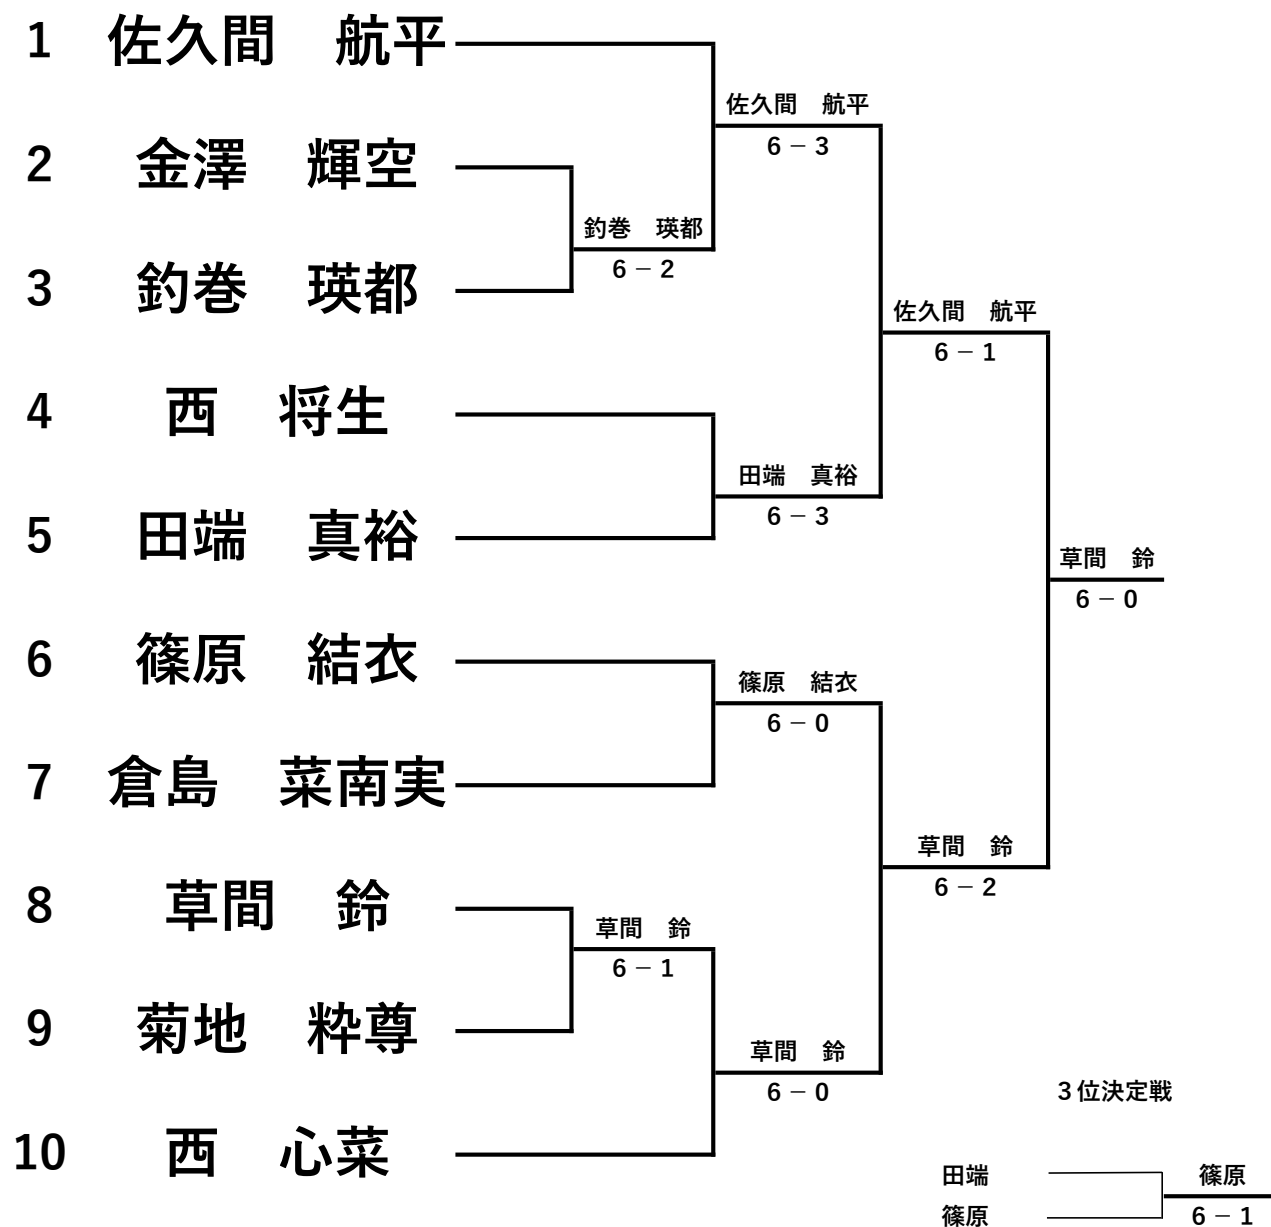 1 佐久間　航平
佐久間　航平
6 − 3
2 金澤　輝空
釣巻　瑛都
6 − 2
3 釣巻　瑛都
佐久間　航平
6 − 1
4 西　将生
田端　真裕
6 − 3
5 田端　真裕
草間　鈴
6 − 0
6 篠原　結衣
篠原　結衣
6 − 0
7 倉島　菜南実
草間　鈴
6 − 2
8 草間　鈴
草間　鈴
6 − 1
9 菊地　粋尊
草間　鈴
6 − 0
３位決定戦
10 西　心菜
田端
篠原
篠原
6 − 1